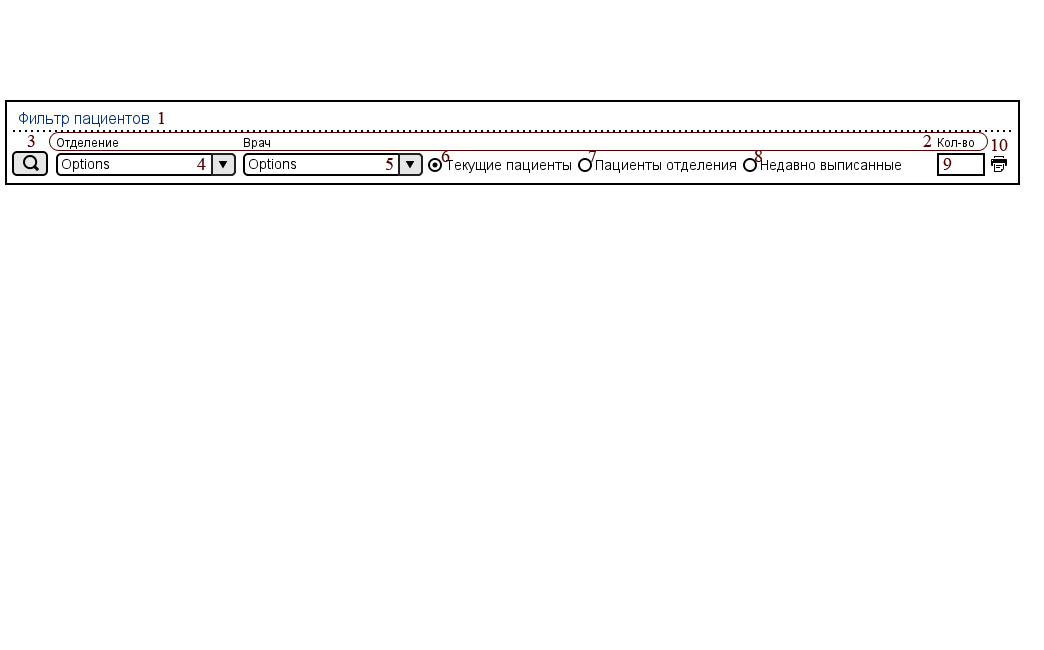 Фильтр пациентов 1
3 Отделение Врач 2 Кол-во 10
Options 4 Options 5 6 Текущие пациенты 7 Пациенты отделения 8 Недавно выписанные 9